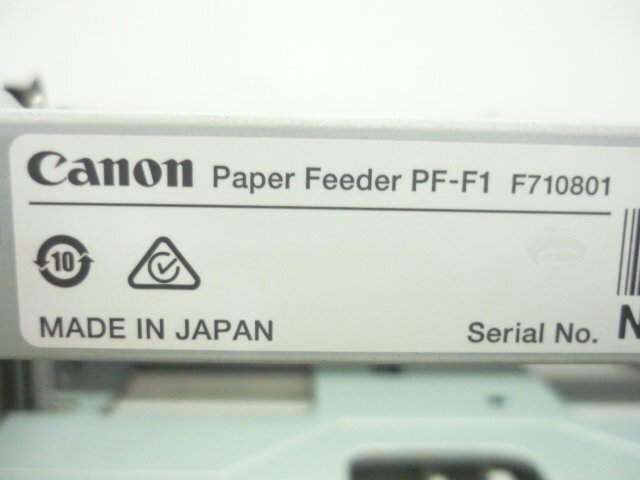 Canon Paper Feeder PF-F1 F710801
10
MADE IN JAPAN Serial No. N